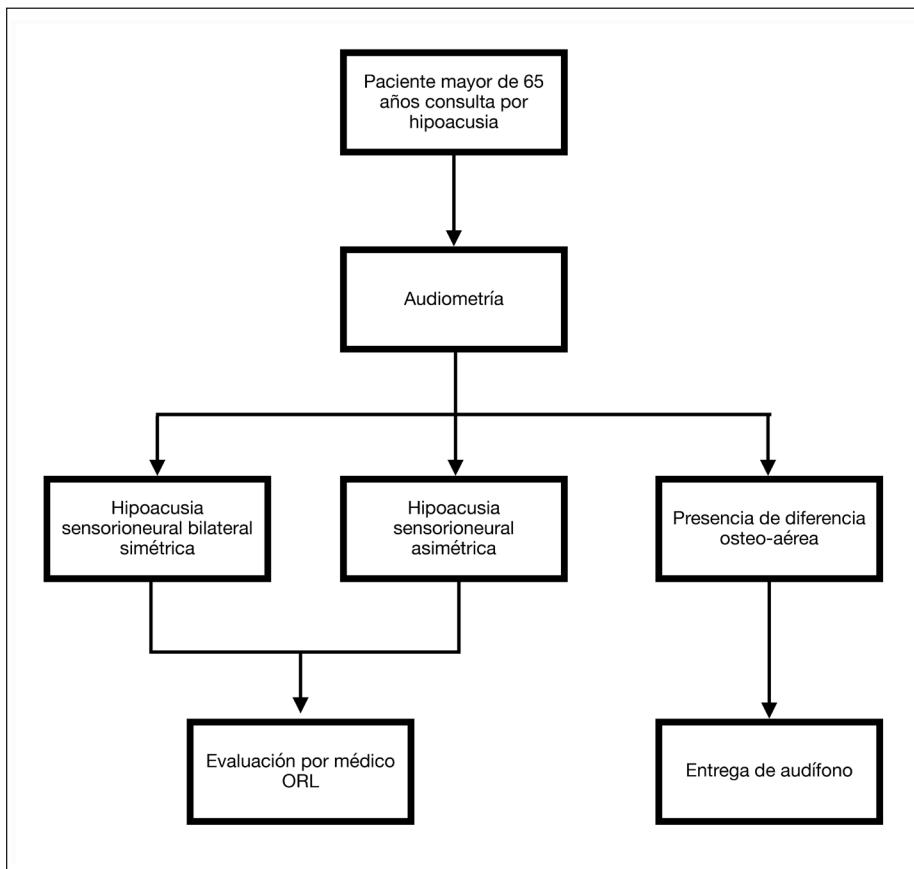 Paciente mayor de 65
años consulta por
hipoacusia
Audiometría
Hipoacusia
sensorioneural bilateral
simétrica
Hipoacusia
sensorioneural
asimétrica
Presencia de diferencia
osteo-aérea
Evaluación por médico
ORL
Entrega de audífono